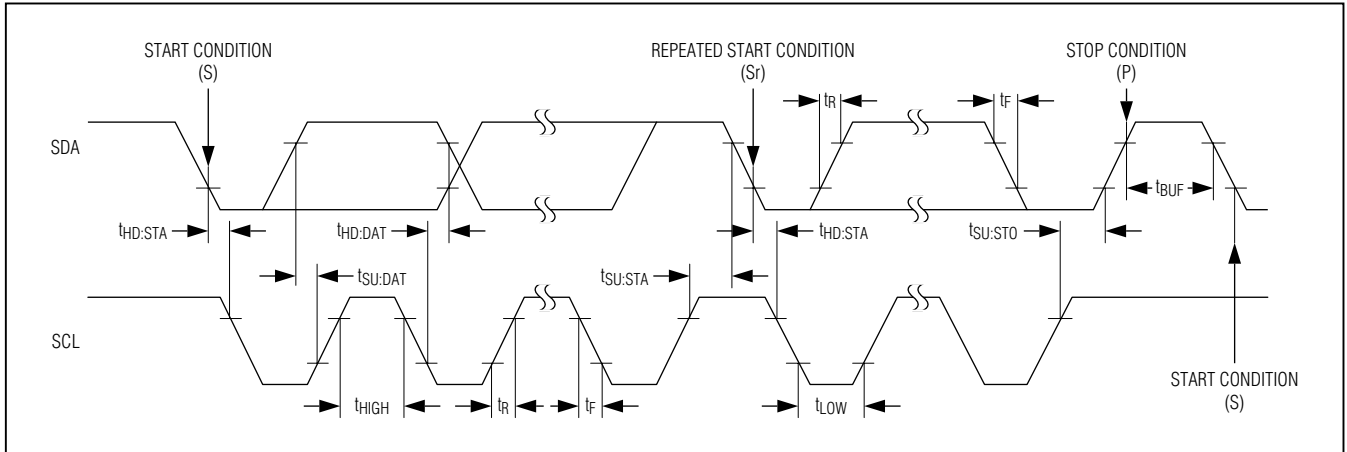 START CONDITION
(S)
REPEATED START CONDITION
(Sr)
STOP CONDITION
(P)
tR
tF
SDA
tBUF
tHD:STA
tHD:DAT
tHD:STA
tSU:STO
tSU:DAT
tSU:STA
SCL
tHIGH
tR
tF
tLOW
START CONDITION
(S)